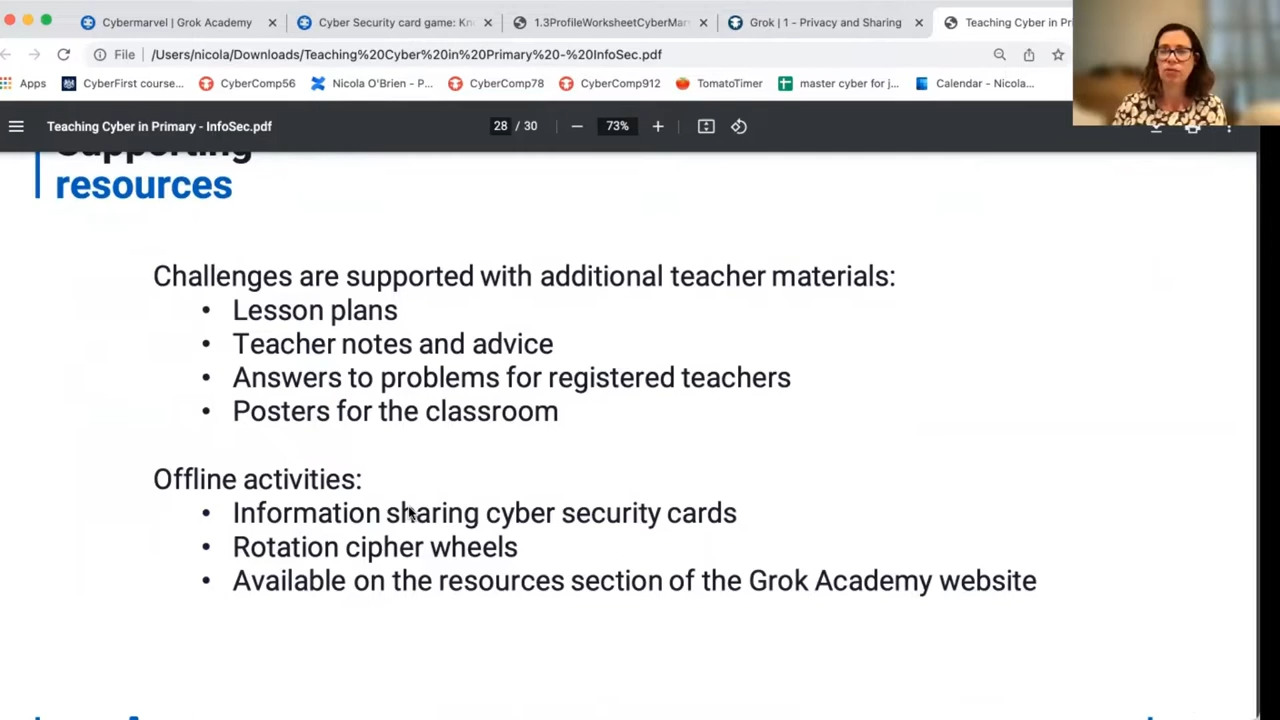 Cybermarvel | Grok Academy
Cyber Security card game: Kn
1.3ProfileWorksheetCyberMar
Grok | 1 - Privacy and Sharing
Teaching Cyber in Pri
File
/Users/nicola/Downloads/Teaching%20Cyber%20in%20Primary%20-%20InfoSec.pdf
Apps
CyberFirst course...
CyberComp56
Nicola O'Brien - P...
CyberComp78
CyberComp912
TomatoTimer
master cyber for j...
Calendar - Nicola...
Teaching Cyber in Primary - InfoSec.pdf
28 / 30
73%
Supporting
resources
Challenges are supported with additional teacher materials:
• Lesson plans
• Teacher notes and advice
• Answers to problems for registered teachers
• Posters for the classroom
Offline activities:
• Information sharing cyber security cards
• Rotation cipher wheels
• Available on the resources section of the Grok Academy website